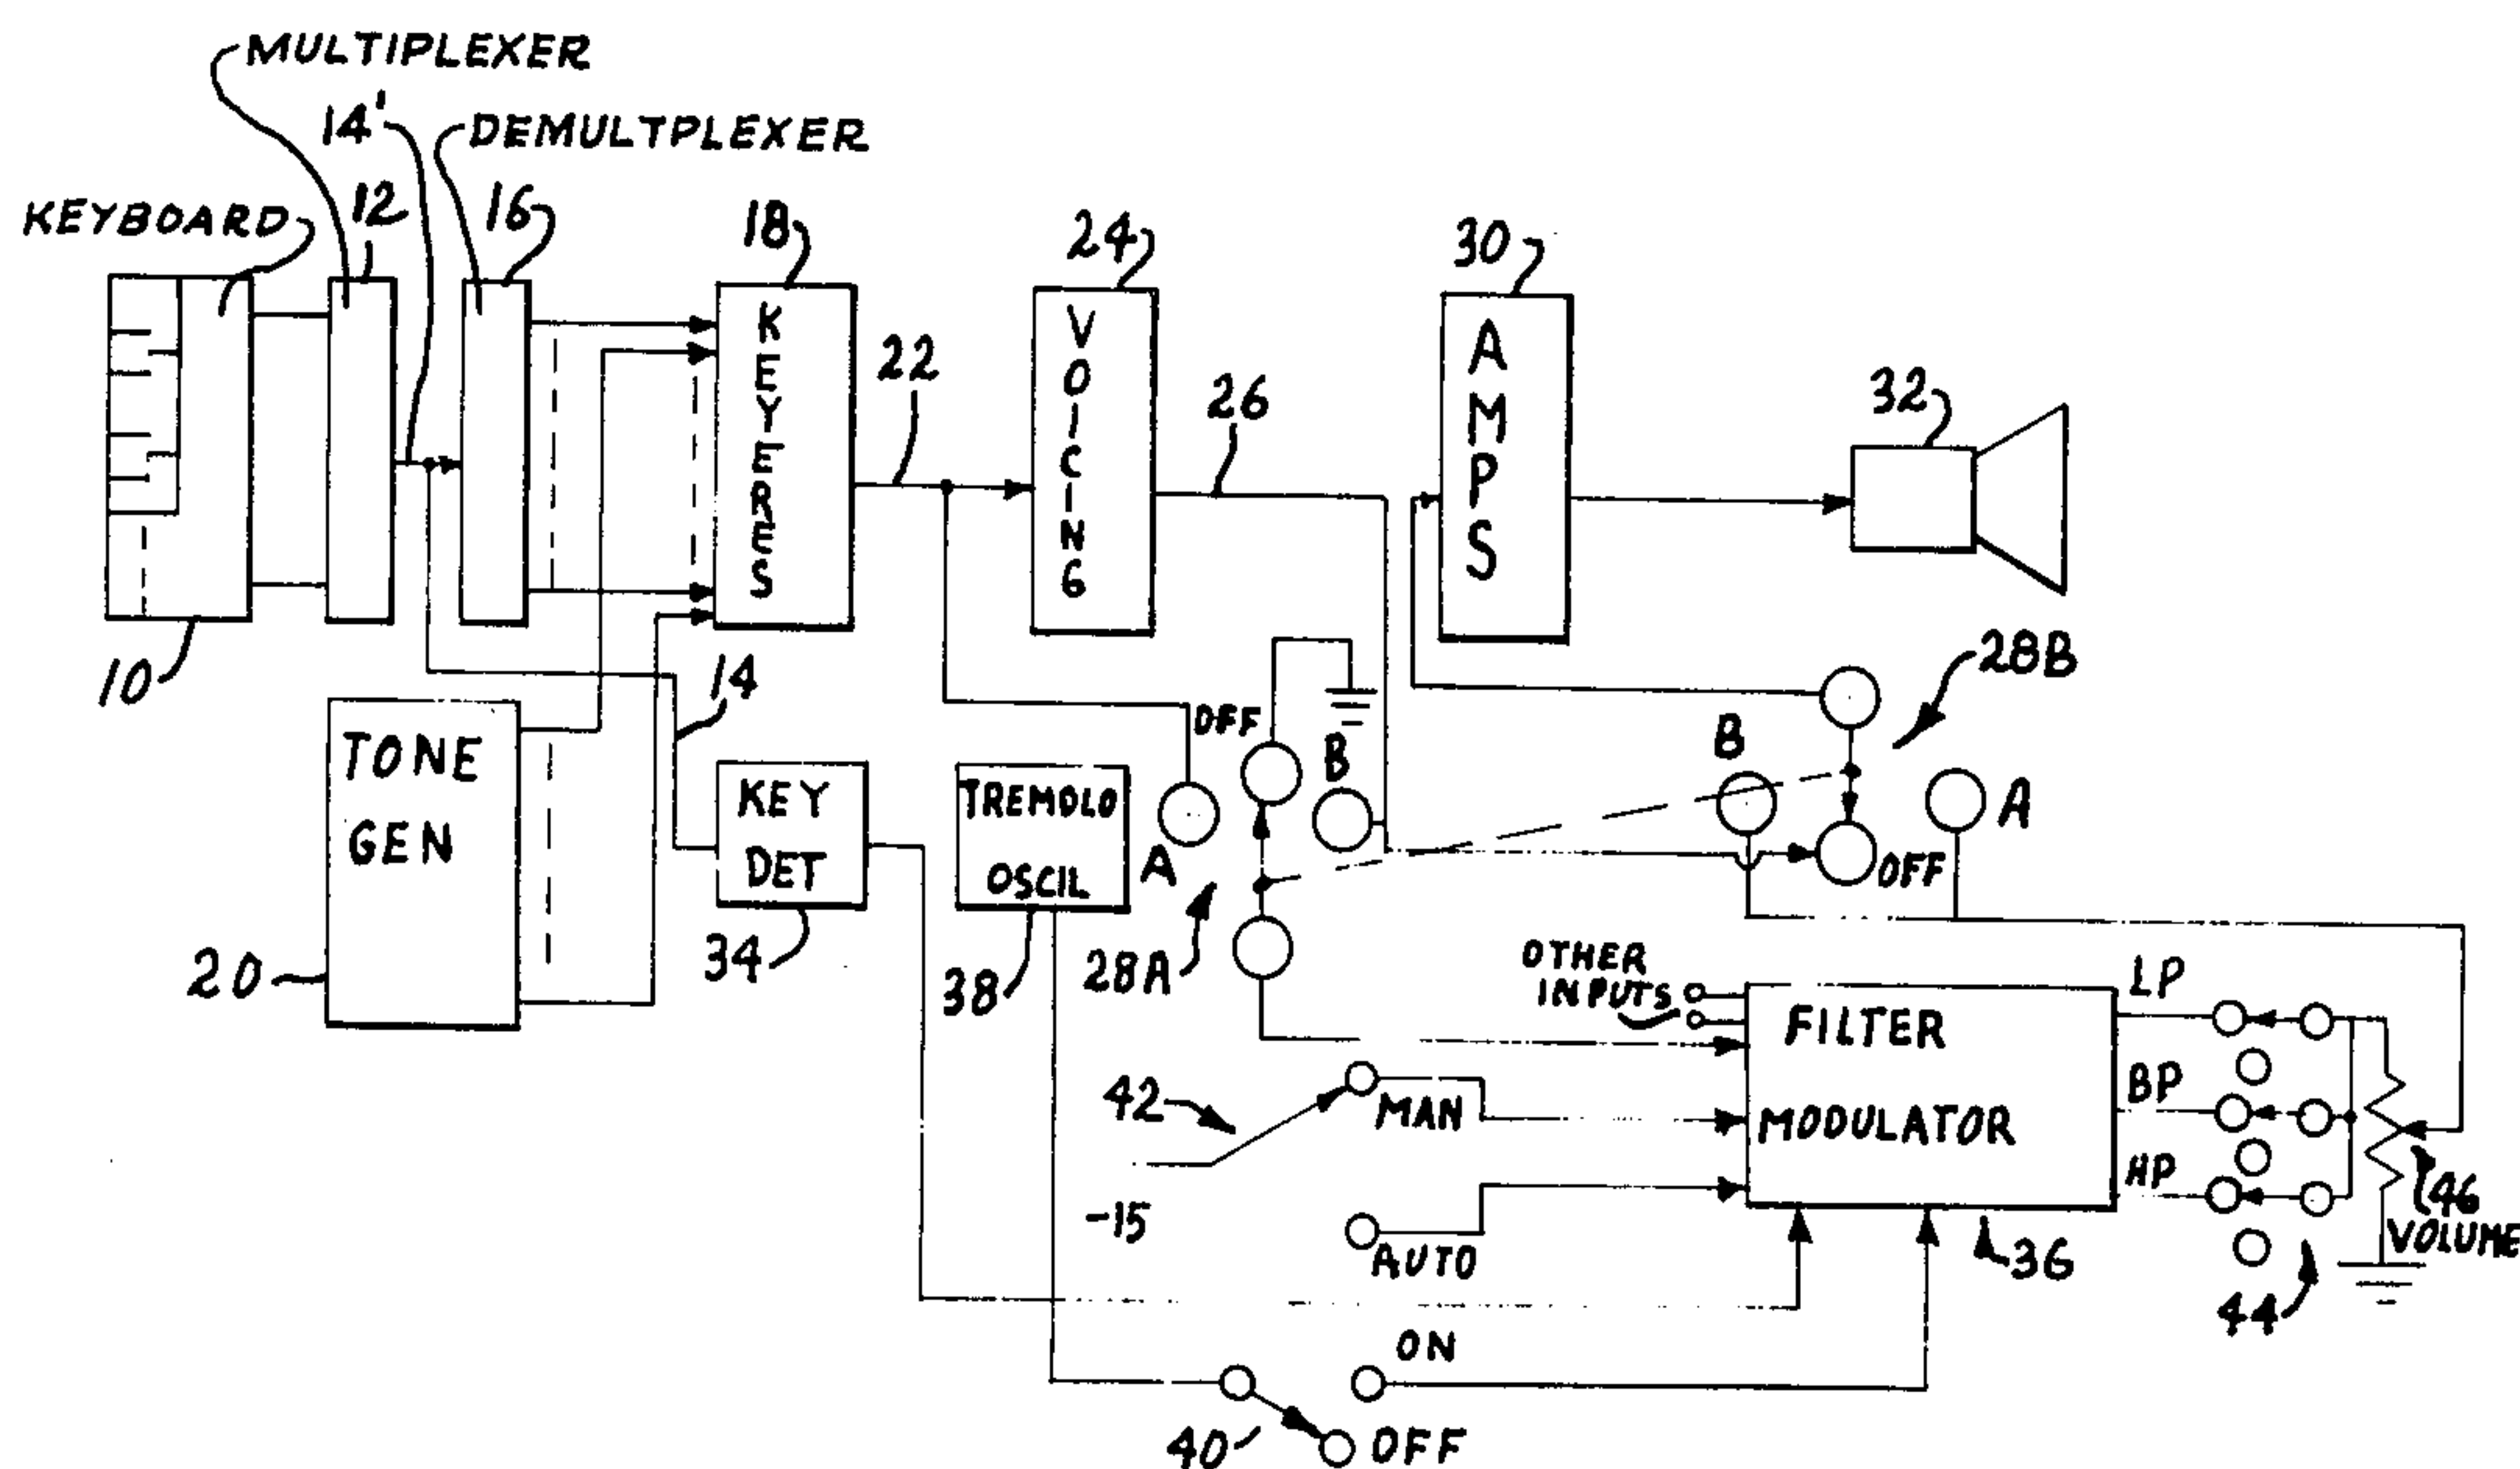 MULTIPLEXER
14'
DEMULTPLEXER
KEYBOARD
12
16
18
24
30
KEYERES
VOICING
AMPS
22
26
32
10
14
28B
TONE
GEN
20
KEY
DET
34
TREMOLO
OSCIL
38
OFF
A
B
28A
B
A
OFF
OTHER
INPUTS
FILTER
MODULATOR
36
LP
BP
HP
42
MAN
-15
AUTO
46
VOLUME
44
ON
40
OFF